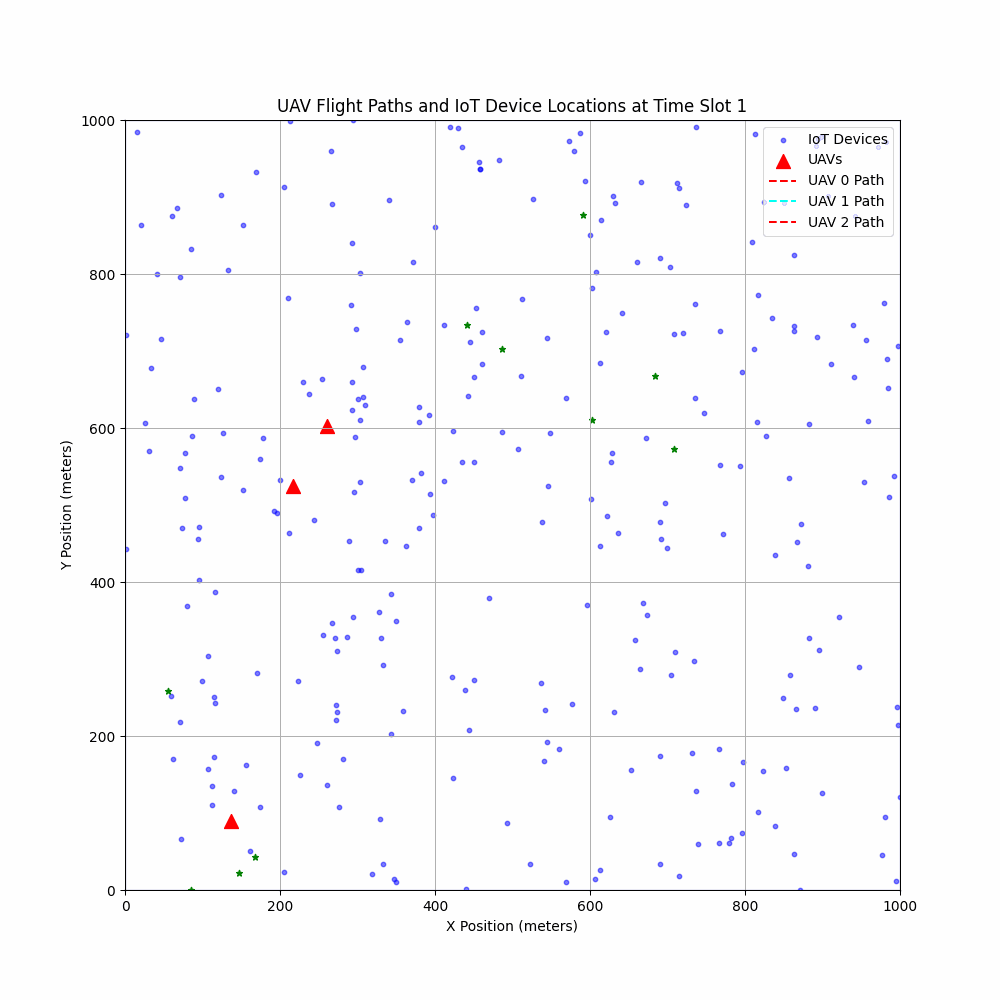 UAV Flight Paths and IoT Device Locations at Time Slot 1
IoT Devices
UAVs
UAV 0 Path
UAV 1 Path
UAV 2 Path
1000
800
600
400
200
0
Y Position (meters)
0 200 400 600 800 1000
X Position (meters)